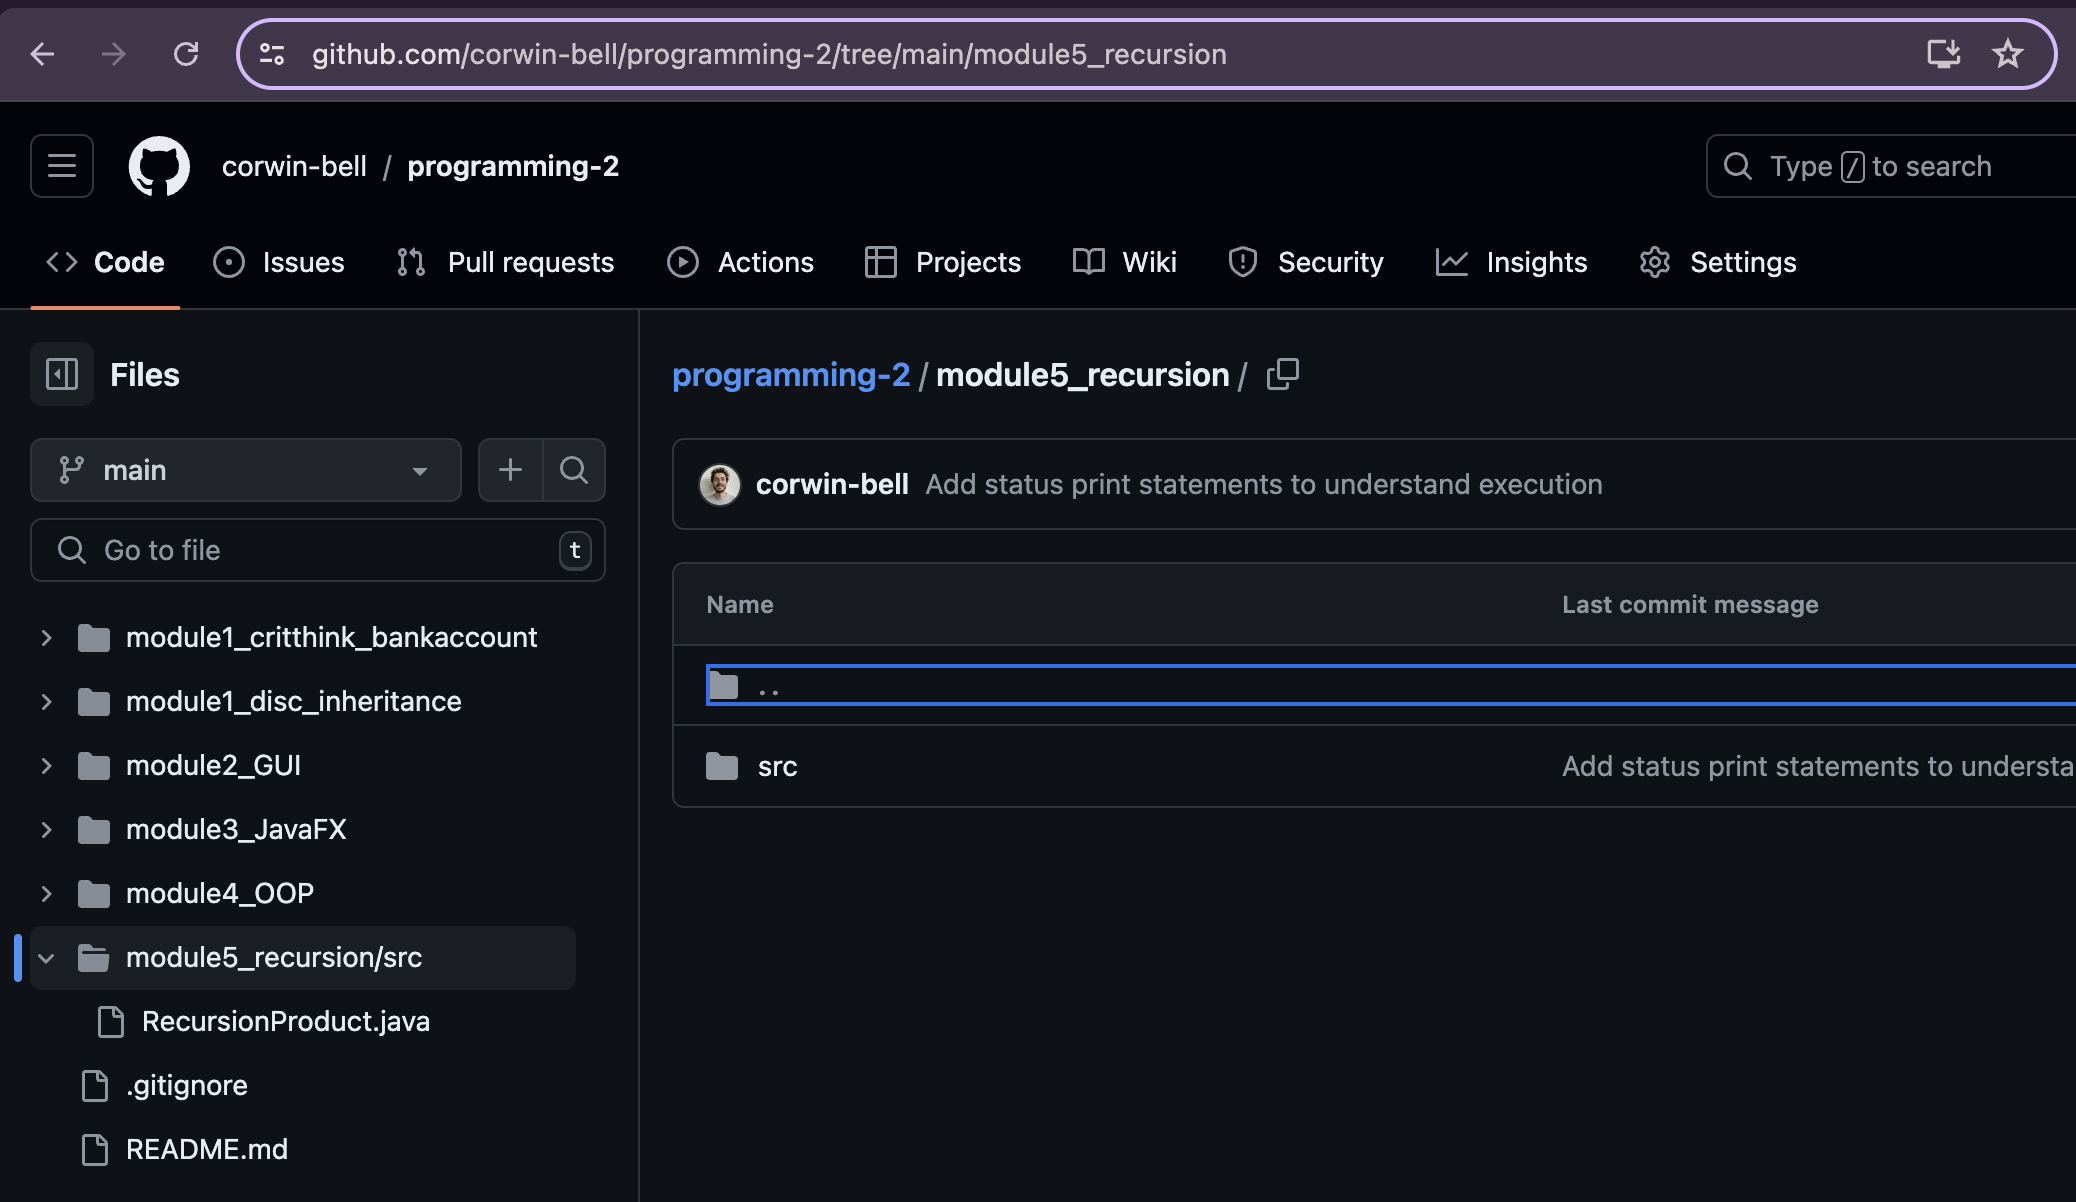 github.com/corwin-bell/programming-2/tree/main/module5_recursion
corwin-bell / programming-2
Type / to search
Code Issues Pull requests Actions Projects Wiki Security Insights Settings
Files
main
Go to file t
module1_critthink_bankaccount
module1_disc_inheritance
module2_GUI
module3_JavaFX
module4_OOP
module5_recursion/src
RecursionProduct.java
.gitignore
README.md
programming-2 / module5_recursion /
corwin-bell Add status print statements to understand execution
Name Last commit message
..
src Add status print statements to understa